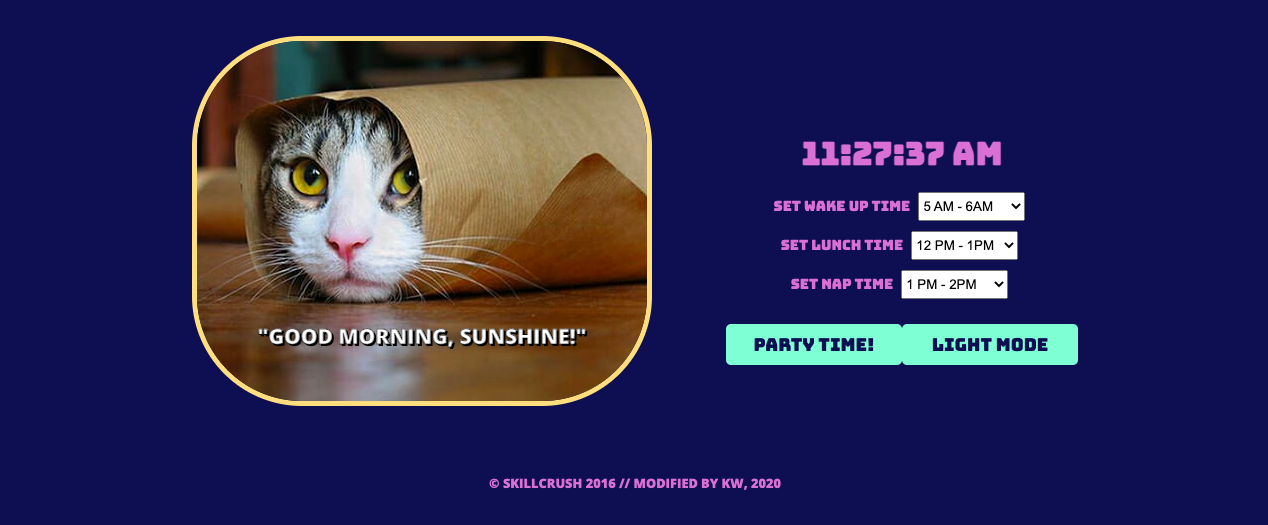 11:27:37 AM
SET WAKE UP TIME 5 AM - 6AM
SET LUNCH TIME 12 PM - 1PM
SET NAP TIME 1 PM - 2PM
"GOOD MORNING, SUNSHINE!"
PARTY TIME! LIGHT MODE
© SKILLCRUSH 2016 // MODIFIED BY KW, 2020